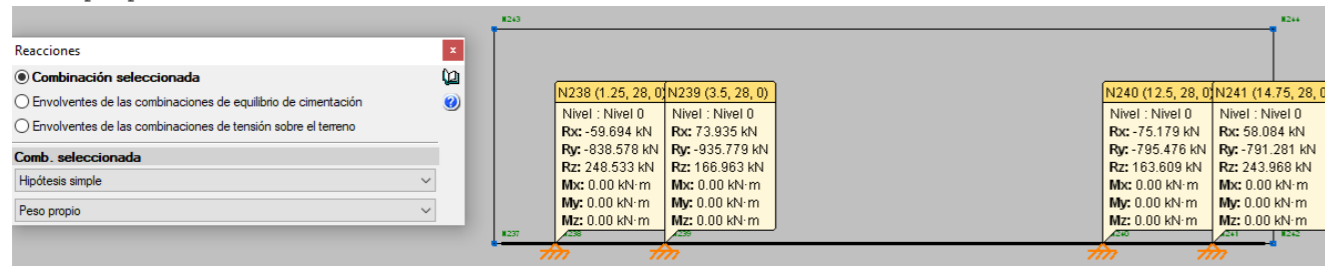 N243
N244
Reacciones
x
Combinación seleccionada
Envolventes de las combinaciones de equilibrio de cimentación
Envolventes de las combinaciones de tensión sobre el terreno
Comb. seleccionada
Hipótesis simple
Peso propio
N238 (1.25, 28, 0)
Nivel : Nivel 0
Rx: -59.694 kN
Ry: -838.578 kN
Rz: 248.533 kN
Mx: 0.00 kN·m
My: 0.00 kN·m
Mz: 0.00 kN·m
N239 (3.5, 28, 0)
Nivel : Nivel 0
Rx: 73.935 kN
Ry: -935.779 kN
Rz: 166.963 kN
Mx: 0.00 kN·m
My: 0.00 kN·m
Mz: 0.00 kN·m
N240 (12.5, 28, 0)
Nivel : Nivel 0
Rx: -75.179 kN
Ry: -795.476 kN
Rz: 163.609 kN
Mx: 0.00 kN·m
My: 0.00 kN·m
Mz: 0.00 kN·m
N241 (14.75, 28, 0
Nivel : Nivel 0
Rx: 58.084 kN
Ry: -791.281 kN
Rz: 243.968 kN
Mx: 0.00 kN·m
My: 0.00 kN·m
Mz: 0.00 kN·m
N237
N242